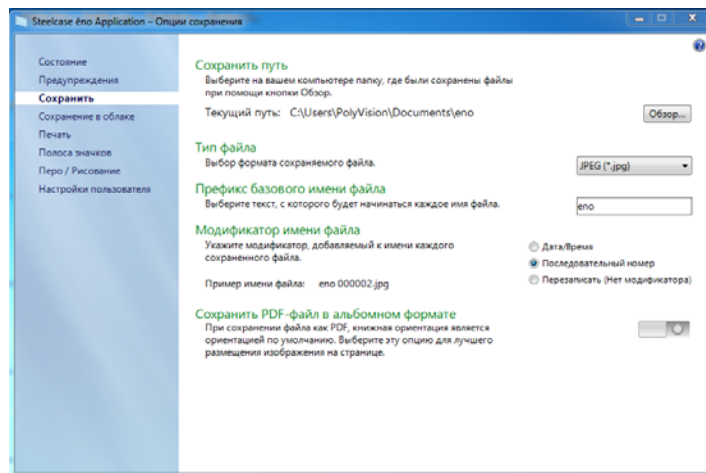 Steelcase ēno Application – Опции сохранения
Состояние
Предупреждения
Сохранить
Сохранение в облаке
Печать
Полоса значков
Перо / Рисование
Настройки пользователя
Сохранить путь
Выберите на вашем компьютере папку, где были сохранены файлы
при помощи кнопки Обзор.
Текущий путь: C:\Users\PolyVision\Documents\eno
Обзор...
Тип файла
Выбор формата сохраняемого файла.
JPEG (*.jpg)
Префикс базового имени файла
Выберите текст, с которого будет начинаться каждое имя файла.
eno
Модификатор имени файла
Укажите модификатор, добавляемый к имени каждого
сохраненного файла.
Дата/Время
Последовательный номер
Перезаписать (Нет модификатора)
Пример имени файла: eno 000002.jpg
Сохранить PDF-файл в альбомном формате
При сохранении файла как PDF, книжная ориентация является
ориентацией по умолчанию. Выберите эту опцию для лучшего
размещения изображения на странице.